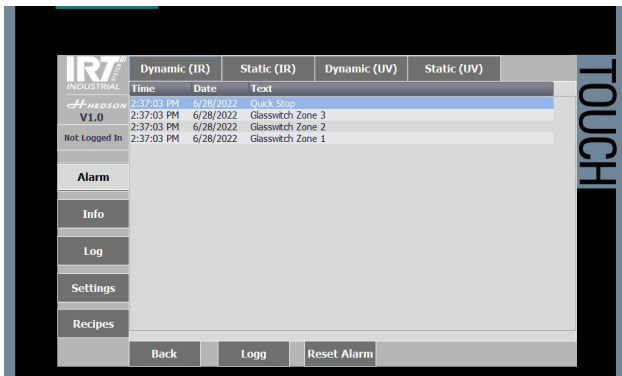 IRT
INDUSTRIAL
HEDSON
V1.0
Not Logged In
Alarm
Info
Log
Settings
Recipes
Dynamic (IR) Static (IR) Dynamic (UV) Static (UV)
Time Date Text
2:37:03 PM 6/28/2022 Quick Stop
2:37:03 PM 6/28/2022 Glasswitch Zone 3
2:37:03 PM 6/28/2022 Glasswitch Zone 2
2:37:03 PM 6/28/2022 Glasswitch Zone 1
Back Logg Reset Alarm
TOUCH